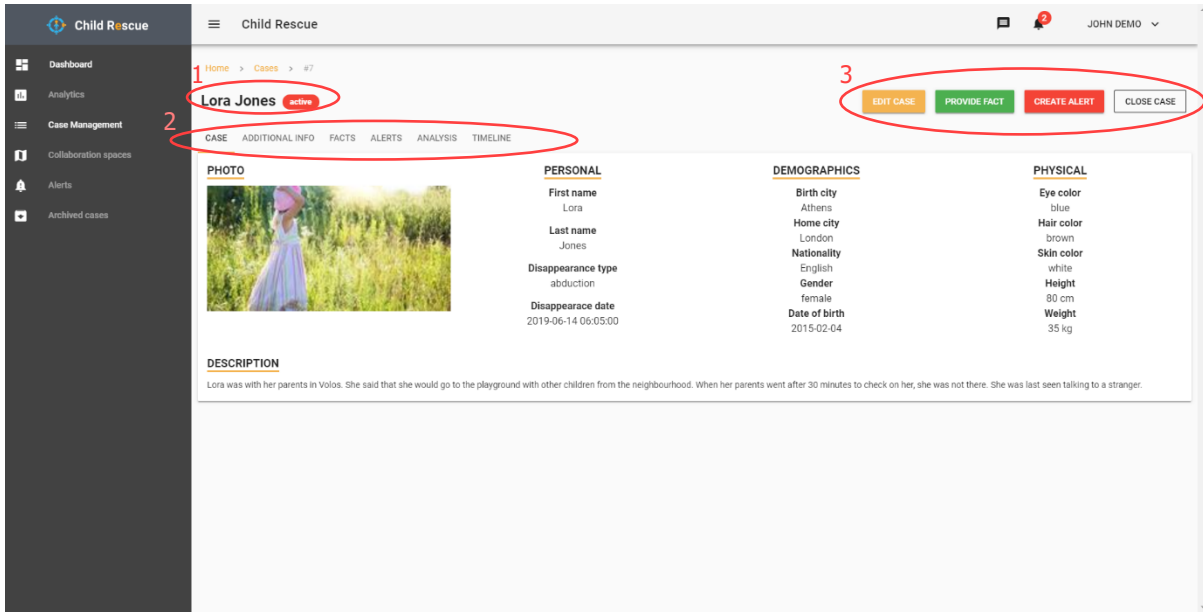 Child Rescue
Child Rescue
2
JOHN DEMO
Dashboard
Analytics
Case Management
Collaboration spaces
Alerts
Archived cases
Home > Cases > #7
1
Lora Jones active
3
EDIT CASE PROVIDE FACT CREATE ALERT CLOSE CASE
2
CASE ADDITIONAL INFO FACTS ALERTS ANALYSIS TIMELINE
PHOTO
PERSONAL
First name
Lora
Last name
Jones
Disappearance type
abduction
Disappearace date
2019-06-14 06:05:00
DEMOGRAPHICS
Birth city
Athens
Home city
London
Nationality
English
Gender
female
Date of birth
2015-02-04
PHYSICAL
Eye color
blue
Hair color
brown
Skin color
white
Height
80 cm
Weight
35 kg
DESCRIPTION
Lora was with her parents in Volos. She said that she would go to the playground with other children from the neighbourhood. When her parents went after 30 minutes to check on her, she was not there. She was last seen talking to a stranger.